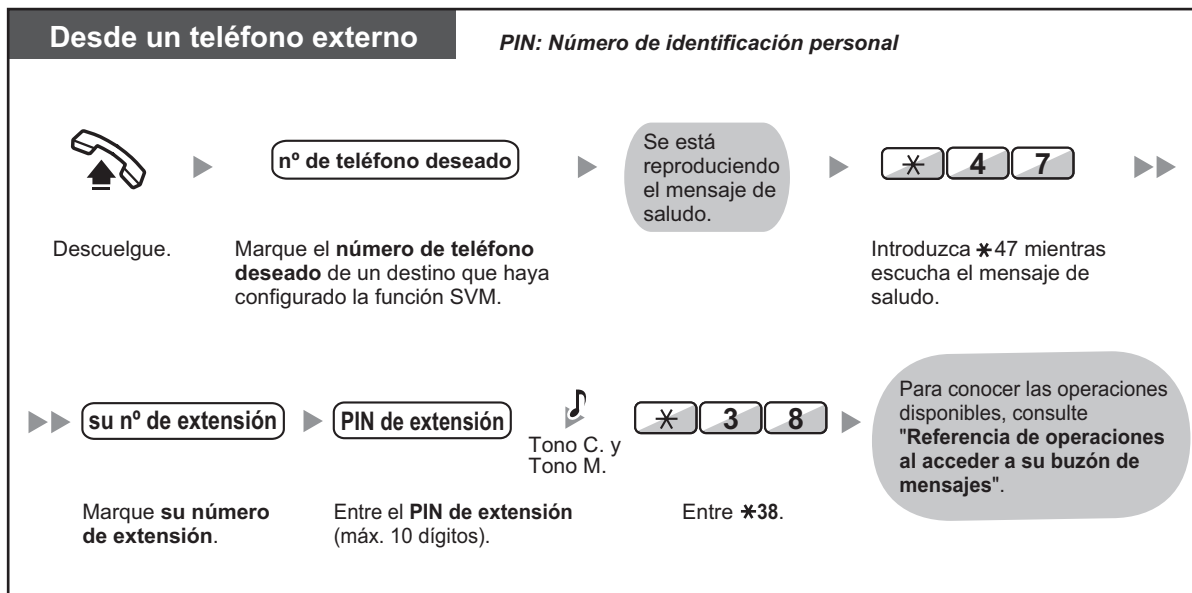 Desde un teléfono externo
PIN: Número de identificación personal
nº de teléfono deseado
Se está
reproduciendo
el mensaje de
saludo.
* 4 7
Descuelgue.
Marque el número de teléfono
deseado de un destino que haya
configurado la función SVM.
Introduzca *47 mientras
escucha el mensaje de
saludo.
su nº de extensión
PIN de extensión
Tono C. y
Tono M.
* 3 8
Para conocer las operaciones
disponibles, consulte
"Referencia de operaciones
al acceder a su buzón de
mensajes".
Marque su número
de extensión.
Entre el PIN de extensión
(máx. 10 dígitos).
Entre *38.